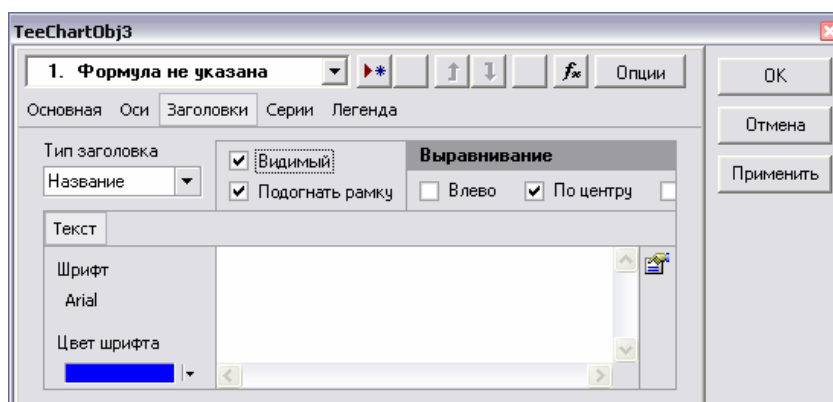 TeeChartObj3
1. Формула не указана
Опции
OK
Основная Оси Заголовки Серии Легенда
Отмена
Тип заголовка
Видимый
Выравнивание
Применить
Название
Подогнать рамку
Влево
По центру
Текст
Шрифт
Arial
Цвет шрифта